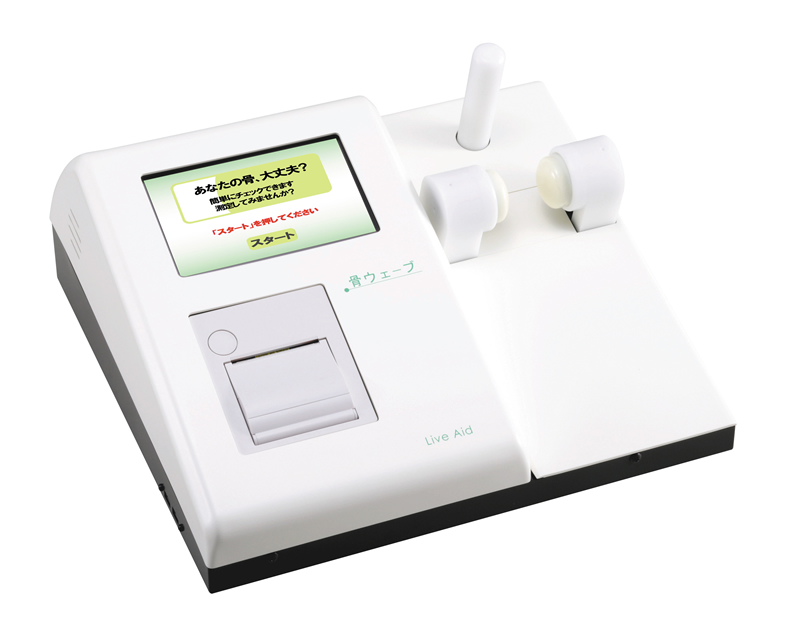 あなたの骨、大丈夫?
簡単にチェックできます
測定してみませんか?
「スタート」を押してください
スタート
骨ウェーブ
Live Aid